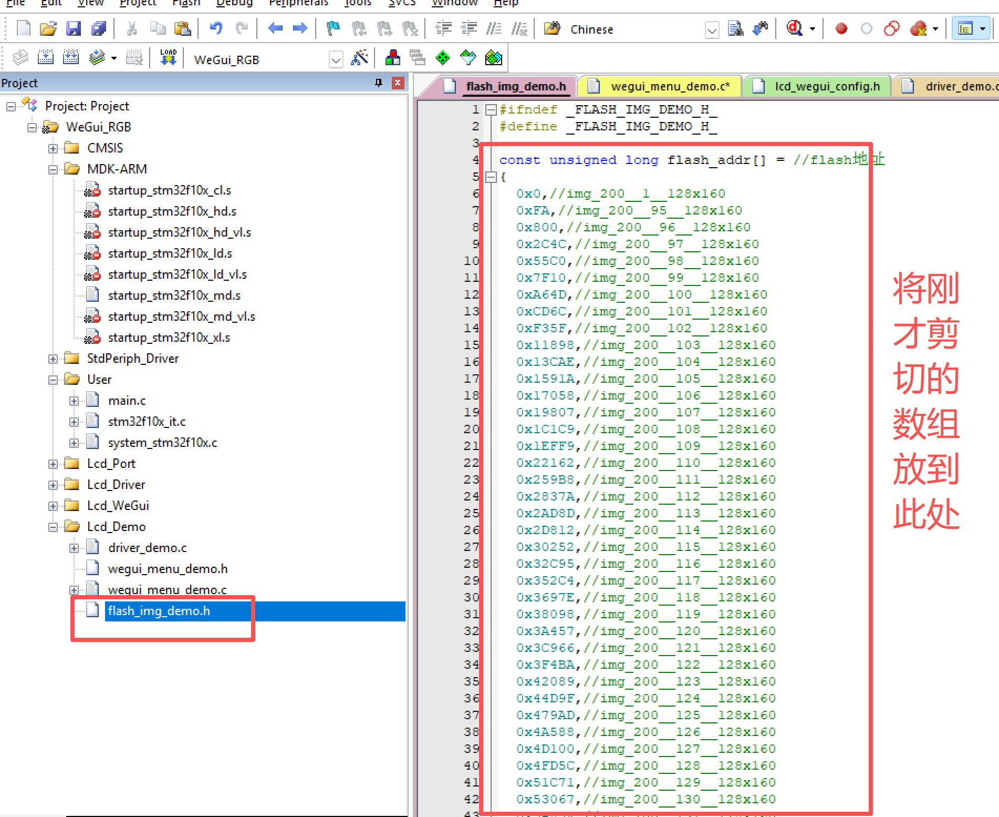 File Edit View Project Flash Debug Peripherals Tools SVCS Window Help
Chinese
LOAD WeGui_RGB
Project
Project: Project
WeGui_RGB
CMSIS
MDK-ARM
startup_stm32f10x_cl.s
startup_stm32f10x_hd.s
startup_stm32f10x_hd_vl.s
startup_stm32f10x_ld.s
startup_stm32f10x_ld_vl.s
startup_stm32f10x_md.s
startup_stm32f10x_md_vl.s
startup_stm32f10x_xl.s
StdPeriph_Driver
User
main.c
stm32f10x_it.c
system_stm32f10x.c
Lcd_Port
Lcd_Driver
Lcd_WeGui
Lcd_Demo
driver_demo.c
wegui_menu_demo.h
wegui_menu_demo.c
flash_img_demo.h
flash_img_demo.h wegui_menu_demo.c* lcd_wegui_config.h driver_demo.c
1 #ifndef _FLASH_IMG_DEMO_H_
2 #define _FLASH_IMG_DEMO_H_
3
4 const unsigned long flash_addr[] = //flash地址
5 {
6 0x0,//img_200__1__128x160
7 0xFA,//img_200__95__128x160
8 0x800,//img_200__96__128x160
9 0x2C4C,//img_200__97__128x160
10 0x55C0,//img_200__98__128x160
11 0x7F10,//img_200__99__128x160
12 0xA64D,//img_200__100__128x160
13 0xCD6C,//img_200__101__128x160
14 0xF35F,//img_200__102__128x160
15 0x11898,//img_200__103__128x160
16 0x13CAE,//img_200__104__128x160
17 0x1591A,//img_200__105__128x160
18 0x17058,//img_200__106__128x160
19 0x19807,//img_200__107__128x160
20 0x1C1C9,//img_200__108__128x160
21 0x1EFF9,//img_200__109__128x160
22 0x22162,//img_200__110__128x160
23 0x259B8,//img_200__111__128x160
24 0x2837A,//img_200__112__128x160
25 0x2AD8D,//img_200__113__128x160
26 0x2D812,//img_200__114__128x160
27 0x30252,//img_200__115__128x160
28 0x32C95,//img_200__116__128x160
29 0x352C4,//img_200__117__128x160
30 0x3697E,//img_200__118__128x160
31 0x38098,//img_200__119__128x160
32 0x3A457,//img_200__120__128x160
33 0x3C966,//img_200__121__128x160
34 0x3F4BA,//img_200__122__128x160
35 0x42089,//img_200__123__128x160
36 0x44D9F,//img_200__124__128x160
37 0x479AD,//img_200__125__128x160
38 0x4A588,//img_200__126__128x160
39 0x4D100,//img_200__127__128x160
40 0x4FD5C,//img_200__128__128x160
41 0x51C71,//img_200__129__128x160
42 0x53067,//img_200__130__128x160
43
将刚
才剪
切的
数组
放到
此处